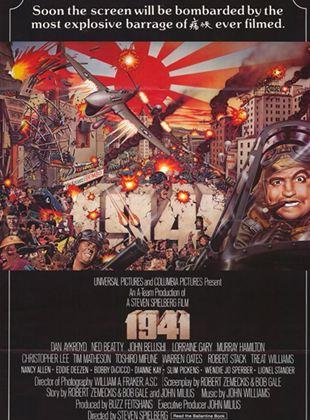 Soon the screen will be bombarded by the
most explosive barrage of ever filmed.
1941
UNIVERSAL PICTURES and COLUMBIA PICTURES Present
An A-Team Production of
A STEVEN SPIELBERG FILM
1941
DAN AYKROYD · NED BEATTY · JOHN BELUSHI · LORRAINE GARY · MURRAY HAMILTON
CHRISTOPHER LEE · TIM MATHESON · TOSHIRO MIFUNE · WARREN OATES · ROBERT STACK · TREAT WILLIAMS
NANCY ALLEN · EDDIE DEEZEN · BOBBY DiCICCO · DIANNE KAY · SLIM PICKENS · WENDIE JO SPERBER · LIONEL STANDER
Director of Photography WILLIAM A. FRAKER, A.S.C. Screenplay by ROBERT ZEMECKIS & BOB GALE
Story by ROBERT ZEMECKIS & BOB GALE and JOHN MILIUS Music by JOHN WILLIAMS
Produced by BUZZ FEITSHANS Executive Producer JOHN MILIUS
Directed by STEVEN SPIELBERG Read the Ballantine Book